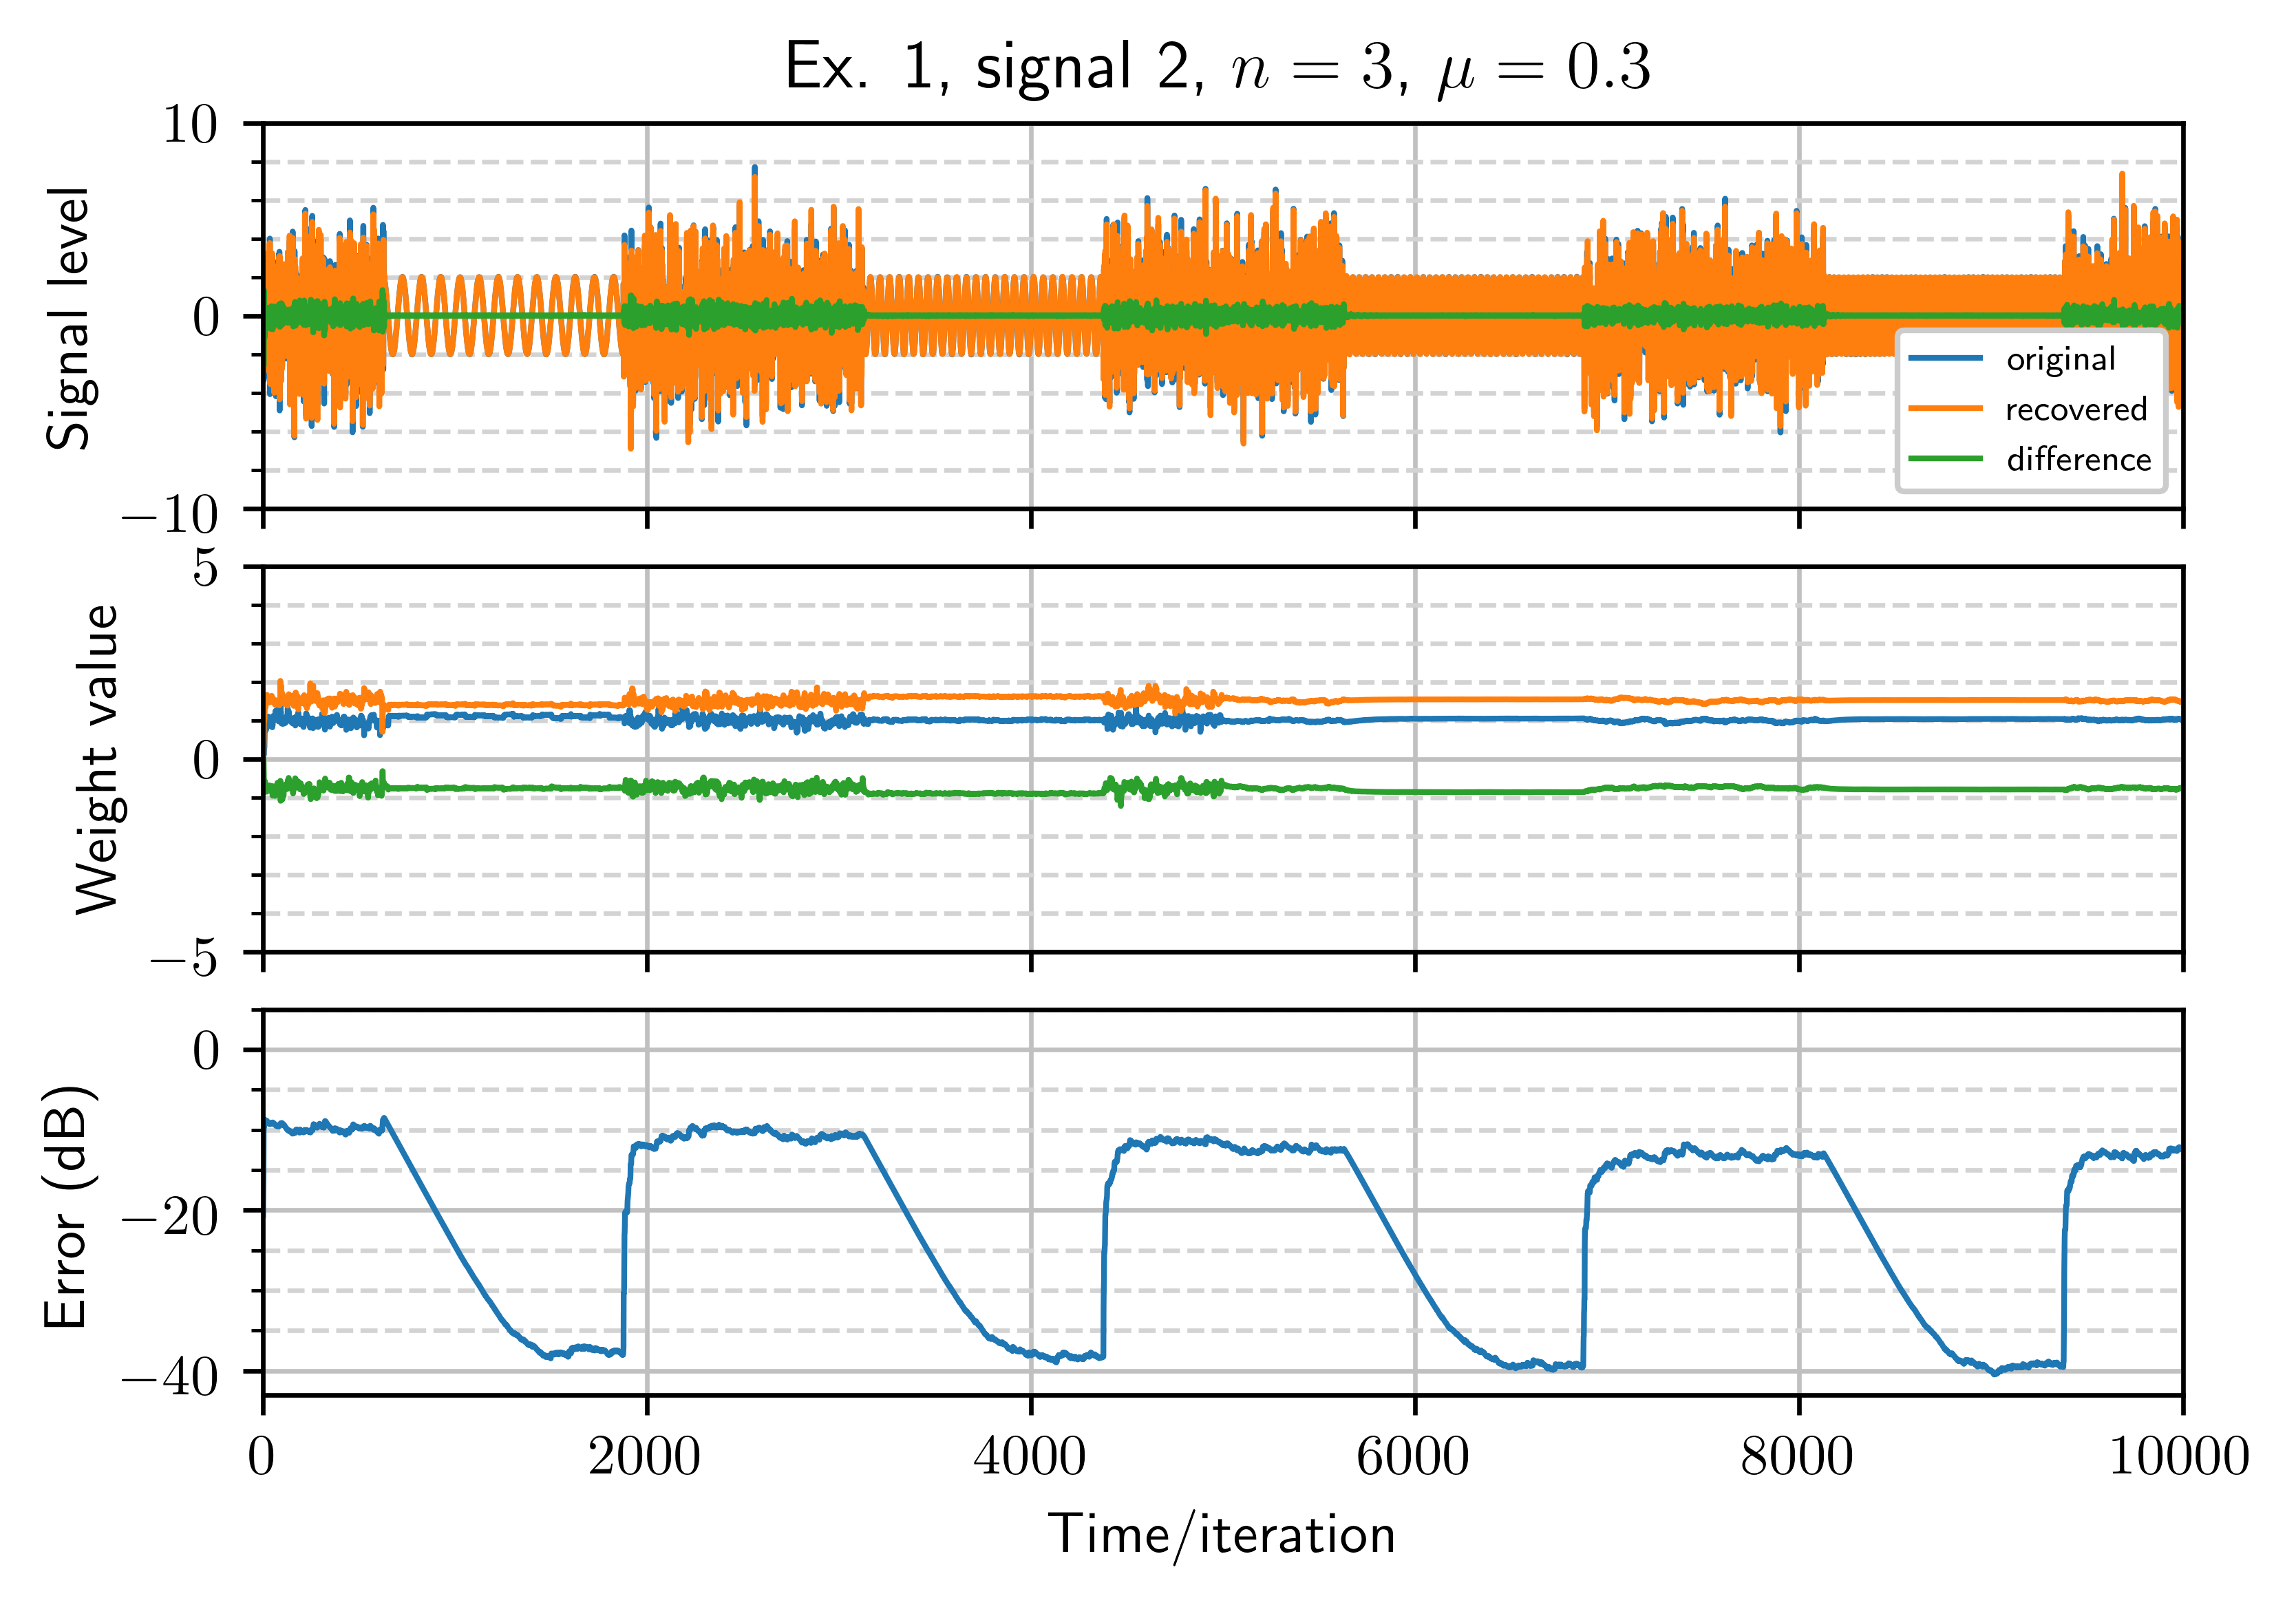 Ex. 1, signal 2, n = 3, μ = 0.3
10
0
−10
Signal level
original
recovered
difference
5
0
−5
Weight value
0
−20
−40
Error (dB)
0 2000 4000 6000 8000 10000
Time/iteration